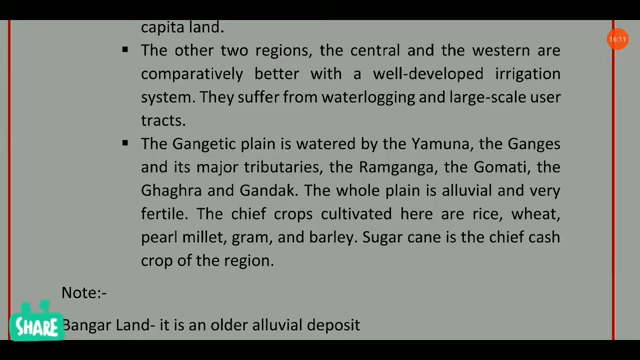 capita land.
16:11
▪ The other two regions, the central and the western are
comparatively better with a well-developed irrigation
system. They suffer from waterlogging and large-scale user
tracts.
▪ The Gangetic plain is watered by the Yamuna, the Ganges
and its major tributaries, the Ramganga, the Gomati, the
Ghaghra and Gandak. The whole plain is alluvial and very
fertile. The chief crops cultivated here are rice, wheat,
pearl millet, gram, and barley. Sugar cane is the chief cash
crop of the region.
Note:-
Bangar Land- it is an older alluvial deposit
SHARE